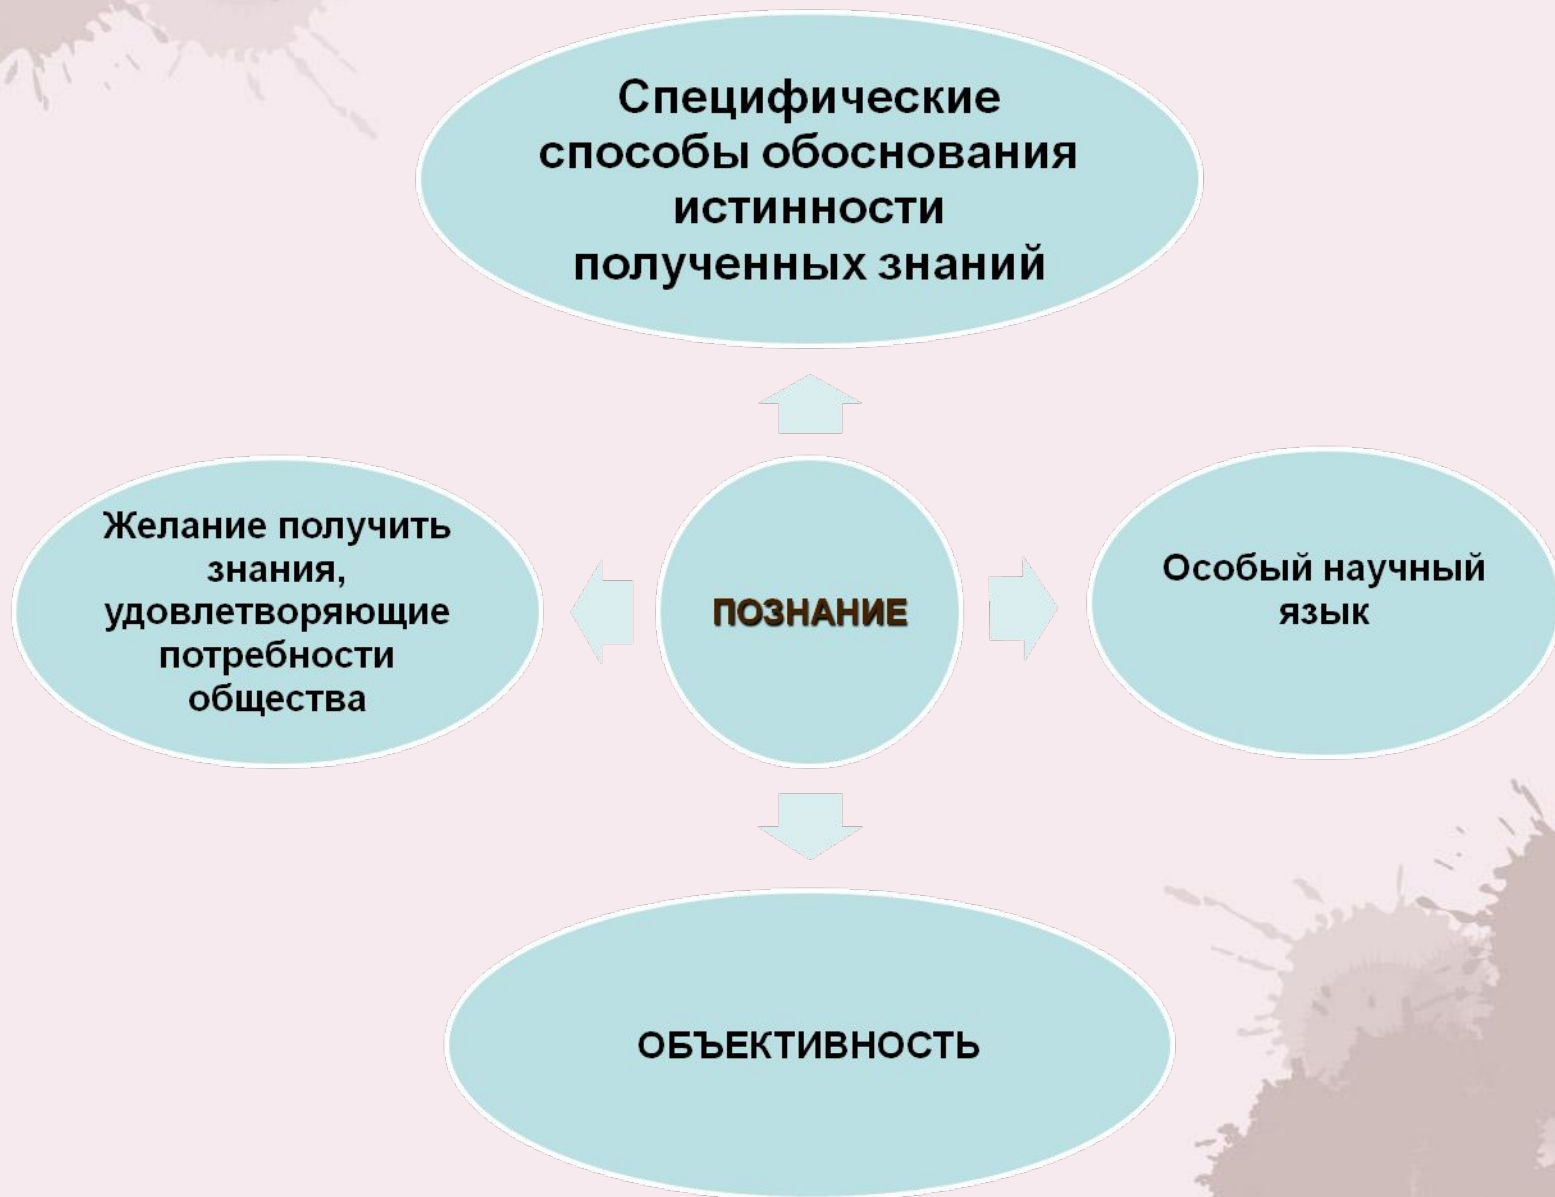 Специфические
способы обоснования
истинности
полученных знаний
Желание получить
знания,
удовлетворяющие
потребности
общества
ПОЗНАНИЕ
Особый научный
язык
ОБЪЕКТИВНОСТЬ